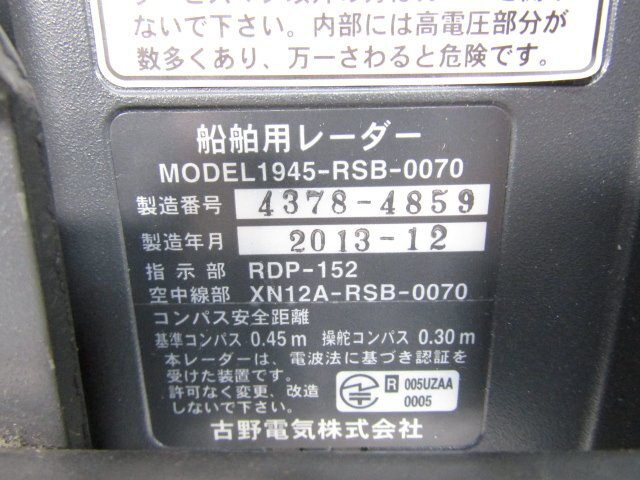 ないで下さい。内部には高電圧部分が
数多くあり、万一さわると危険です。
船舶用レーダー
MODEL1945-RSB-0070
製造番号 4378-4859
製造年月 2013-12
指示部 RDP-152
空中線部 XN12A-RSB-0070
コンパス安全距離
基準コンパス 0.45m 操舵コンパス 0.30m
本レーダーは、電波法に基づき認証を
受けた装置です。
許可なく変更、改造
しないで下さい。
R 005UZAA
0005
古野電気株式会社